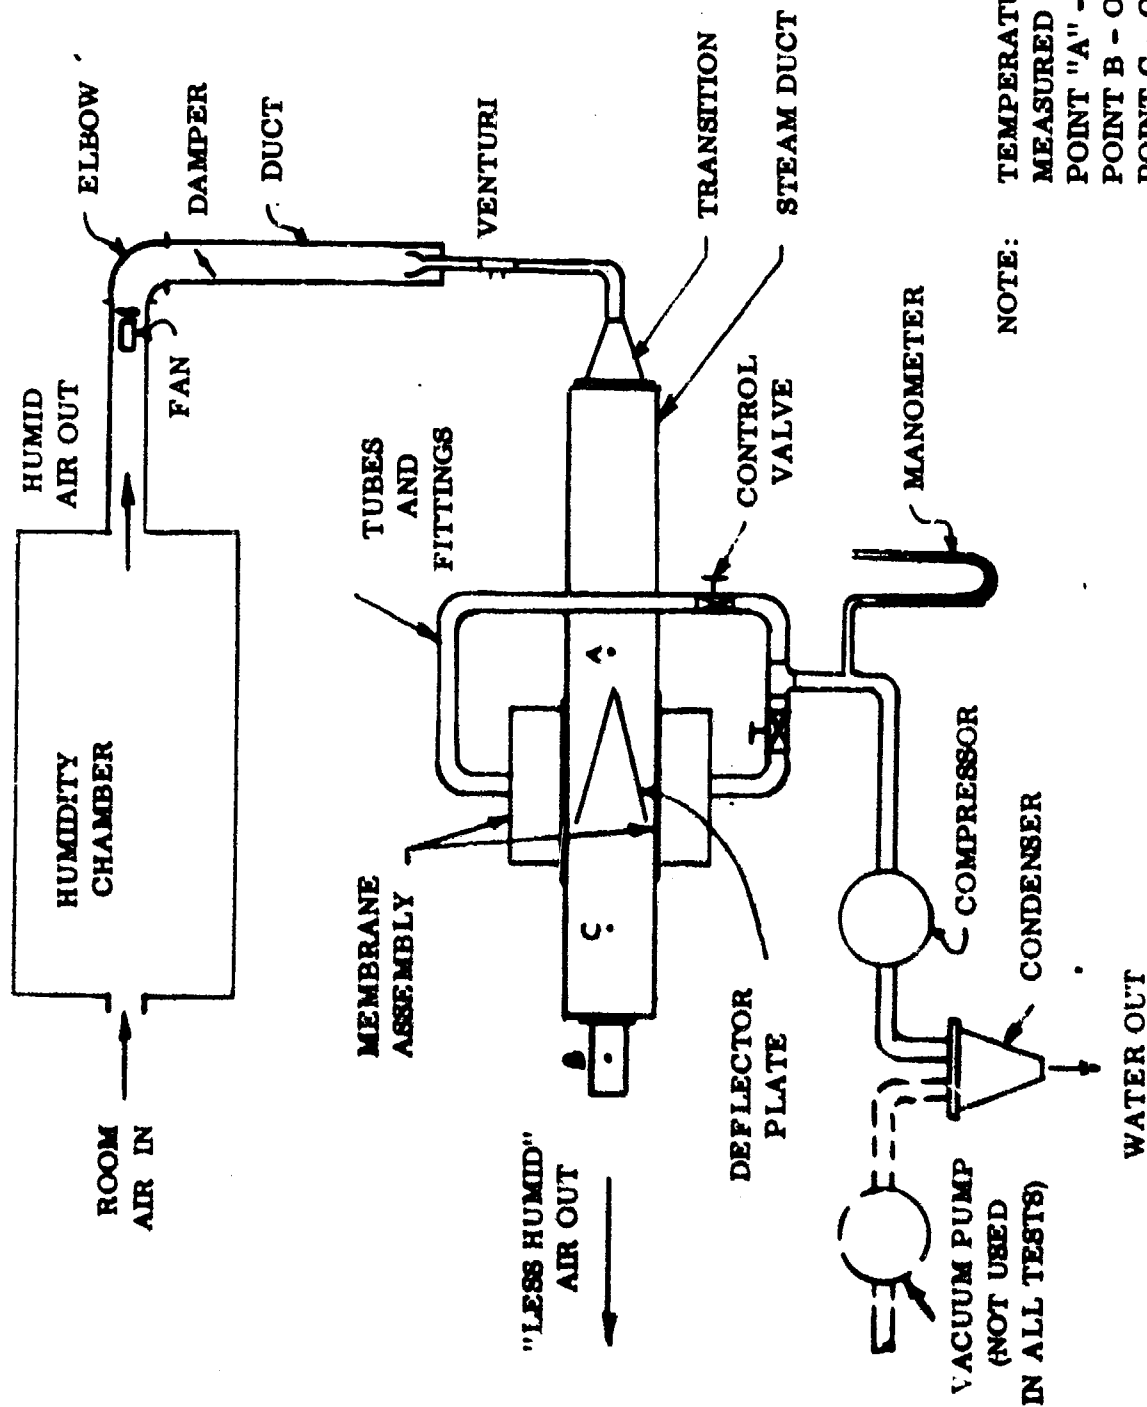 HUMIDITY
CHAMBER
ROOM
AIR IN
HUMID
AIR OUT
FAN
ELBOW
DAMPER
DUCT
VENTURI
TRANSITION
STEAM DUCT
TUBES
AND
FITTINGS
CONTROL
VALVE
MANOMETER
MEMBRANE
ASSEMBLY
A
C
"LESS HUMID"
AIR OUT
DEFLECTOR
PLATE
COMPRESSOR
CONDENSER
WATER OUT
VACUUM PUMP
(NOT USED
IN ALL TESTS)
NOTE:
MEASURED
POINT "A" -
POINT B -